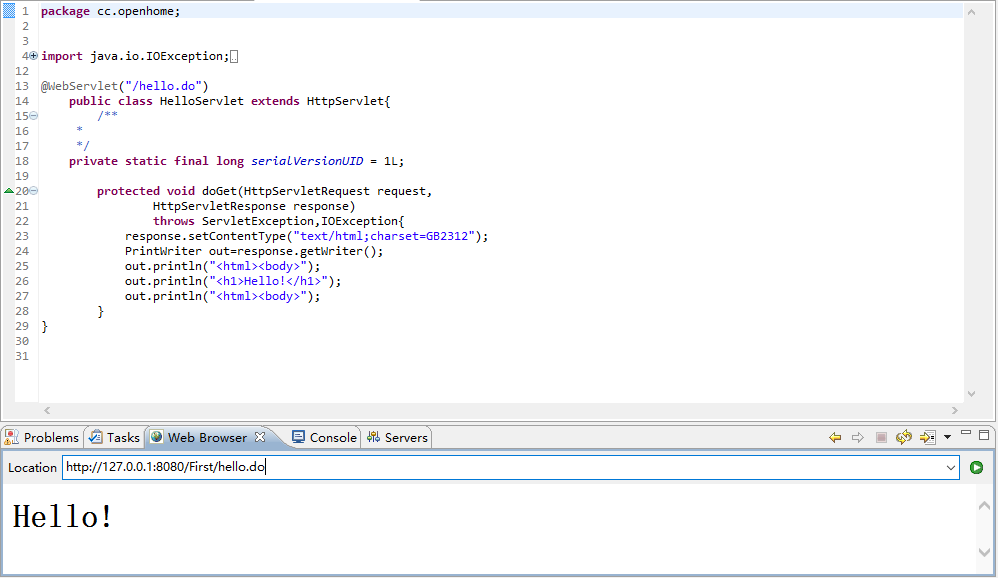 1 package cc.openhome;
2
3
4 import java.io.IOException;
12
13 @WebServlet("/hello.do")
14 public class HelloServlet extends HttpServlet{
15 /**
16 *
17 */
18 private static final long serialVersionUID = 1L;
19
20 protected void doGet(HttpServletRequest request,
21 HttpServletResponse response)
22 throws ServletException,IOException{
23 response.setContentType("text/html;charset=GB2312");
24 PrintWriter out=response.getWriter();
25 out.println("<html><body>");
26 out.println("<h1>Hello!</h1>");
27 out.println("<html><body>");
28 }
29 }
30
31
Problems Tasks Web Browser Console Servers
Location http://127.0.0.1:8080/First/hello.do
Hello!